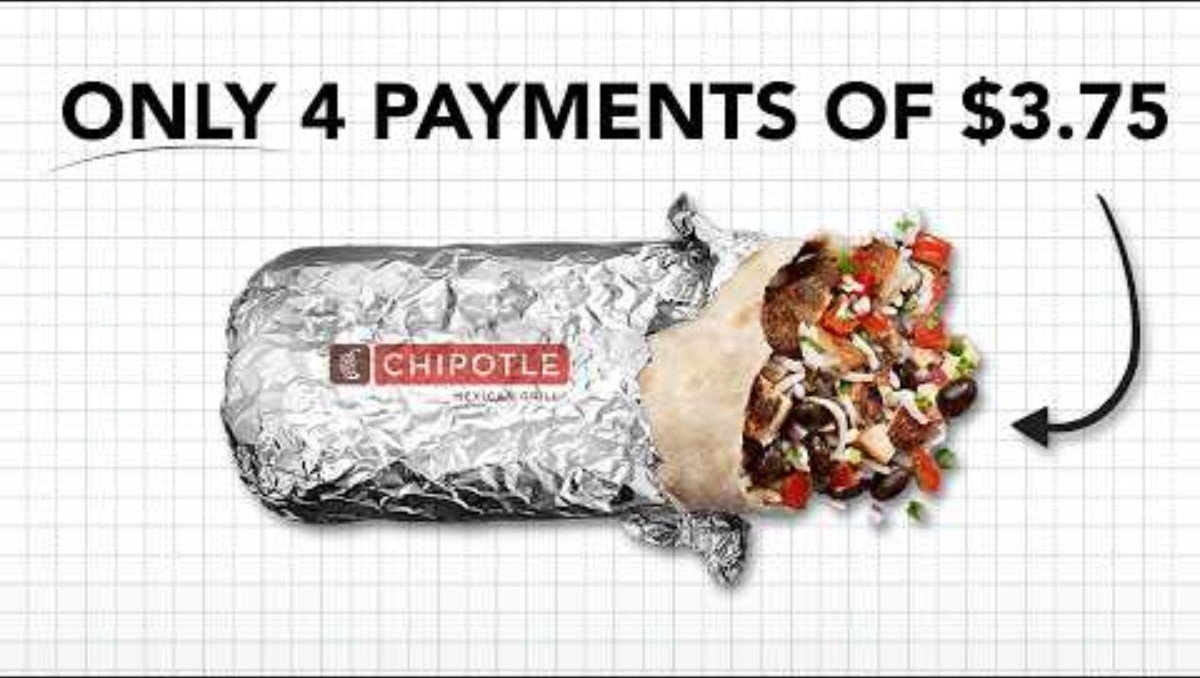 ONLY 4 PAYMENTS OF $3.75
CHIPOTLE
MEXICAN GRILL